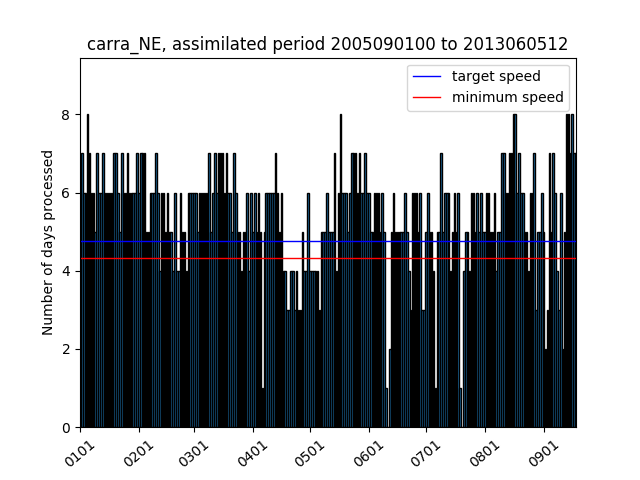 carra_NE, assimilated period 2005090100 to 2013060512
target speed
minimum speed
Number of days processed
8
6
4
2
0
0101 0201 0301 0401 0501 0601 0701 0801 0901